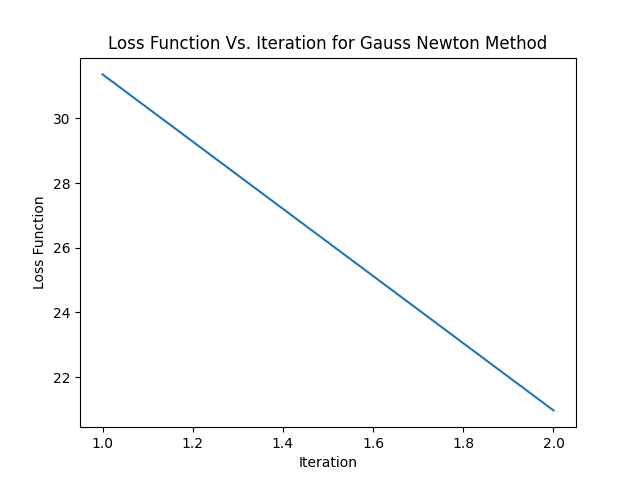 Loss Function Vs. Iteration for Gauss Newton Method
30
28
26
24
22
Loss Function
1.0 1.2 1.4 1.6 1.8 2.0
Iteration